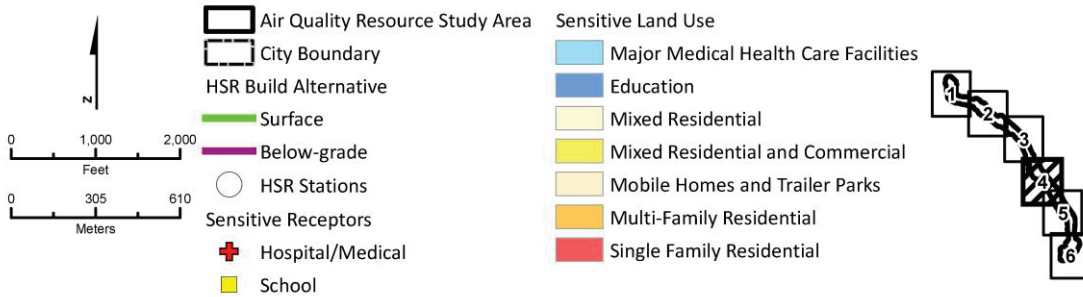 N
0 1,000 2,000
Feet
0 305 610
Meters
Air Quality Resource Study Area
City Boundary
HSR Build Alternative
Surface
Below-grade
HSR Stations
Sensitive Receptors
Hospital/Medical
School
Sensitive Land Use
Major Medical Health Care Facilities
Education
Mixed Residential
Mixed Residential and Commercial
Mobile Homes and Trailer Parks
Multi-Family Residential
Single Family Residential
1
2
3
4
5
6